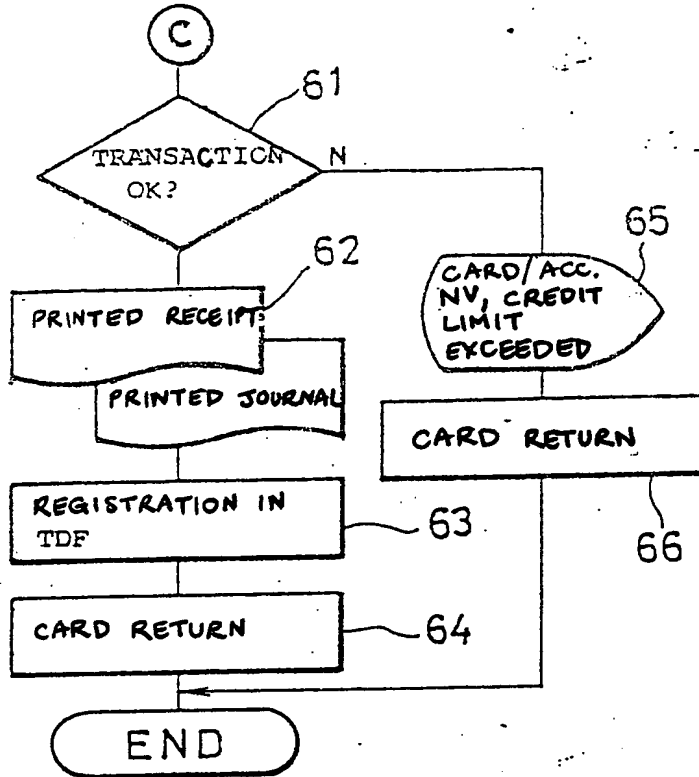 C
61
TRANSACTION
OK?
N
62
PRINTED RECEIPT
PRINTED JOURNAL
65
CARD/ACC.
NV, CREDIT
LIMIT
EXCEEDED
CARD RETURN
66
REGISTRATION IN
TDF
63
CARD RETURN
64
END